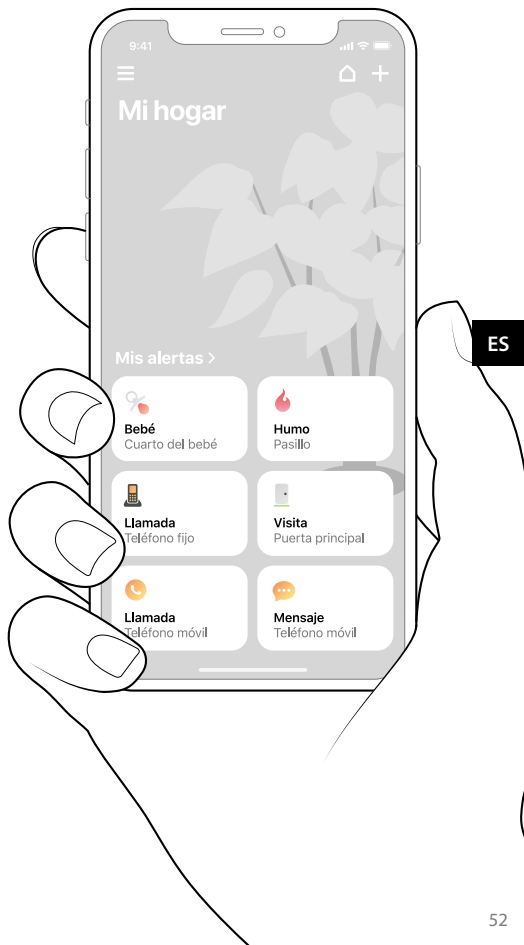 9:41
Mi hogar
Mis alertas >
Bebé
Cuarto del bebé
Humo
Pasillo
Llamada
Teléfono fijo
Visita
Puerta principal
Llamada
Teléfono móvil
Mensaje
Teléfono móvil
ES
52